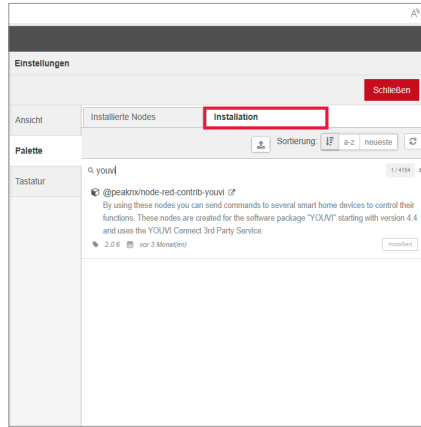 A
Einstellungen
Schließen
Ansicht
Installierte Nodes
Installation
Sortierung:
a-z
neueste
Palette
youvi
1 / 4194
Tastatur
@peaknx/node-red-contrib-youvi
By using these nodes you can send commands to several smart home devices to control their
functions. These nodes are created for the software package "YOUVI" starting with version 4.4
and uses the YOUVI Connect 3rd Party Service.
2.0.6 vor 3 Monat(en)
installiert